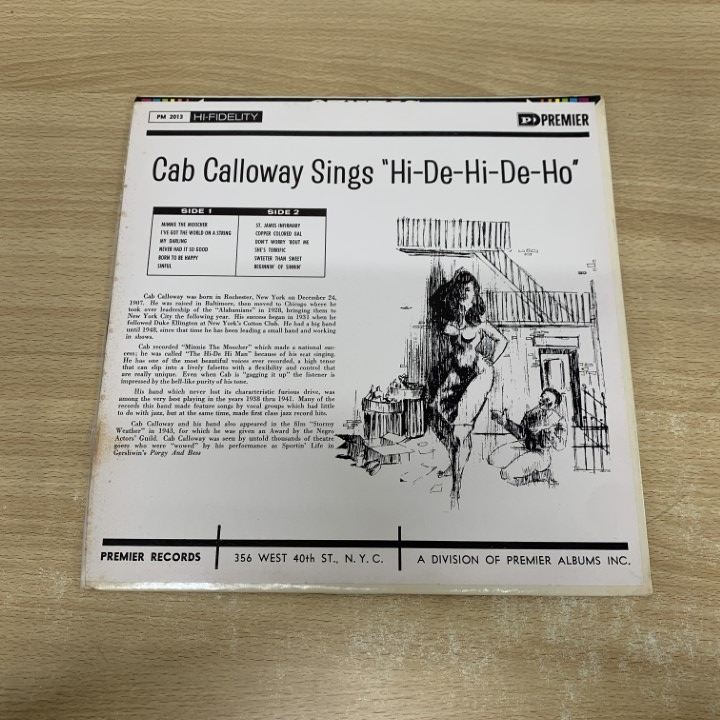 PM 2013 HI-FIDELITY
PREMIER
Cab Calloway Sings "Hi-De-Hi-De-Ho"
SIDE 1
MINNIE THE MOOCHER
I'VE GOT THE WORLD ON A STRING
MY DARLING
NEVER HAD IT SO GOOD
BORN TO BE HAPPY
SINFUL
SIDE 2
ST. JAMES INFIRMARY
COPPER COLORED GAL
DON'T WORRY 'BOUT ME
SHE'S TERRIFIC
SWEETER THAN SWEET
BEGINNIN' OF SINNIN'
Cab Calloway was born in Rochester, New York on December 24,
1907. He was raised in Baltimore, then moved to Chicago where he
took over leadership of the "Alabamians" in 1928, bringing them to
New York City the following year. His success began in 1931 when he
followed Duke Ellington at New York's Cotton Club. He had a big band
until 1948, since that time he has been leading a small band and working
in shows.
Cab recorded "Minnie The Moocher" which made a national suc-
cess; he was called "The Hi-De Hi Man" because of his scat singing.
He has one of the most beautiful voices ever recorded, a high tenor
that can slip into a lively falsetto with a flexibility and control that
are really unique. Even when Cab is "gagging it up" the listener is
impressed by the bell-like purity of his tone.
His band which never lost its characteristic furious drive, was
among the very best playing in the years 1938 thru 1941. Many of the
records this band made feature songs by vocal groups which had little
to do with jazz, but at the same time, made first class jazz record hits.
Cab Calloway and his band also appeared in the film "Stormy
Weather" in 1943, for which he was given an Award by the Negro
Actors' Guild. Cab Calloway was seen by untold thousands of theatre
goers who were "wowed" by his performance as Sportin' Life in
Gershwin's Porgy And Bess
PREMIER RECORDS
356 WEST 40th ST., N.Y.C.
A DIVISION OF PREMIER ALBUMS INC.